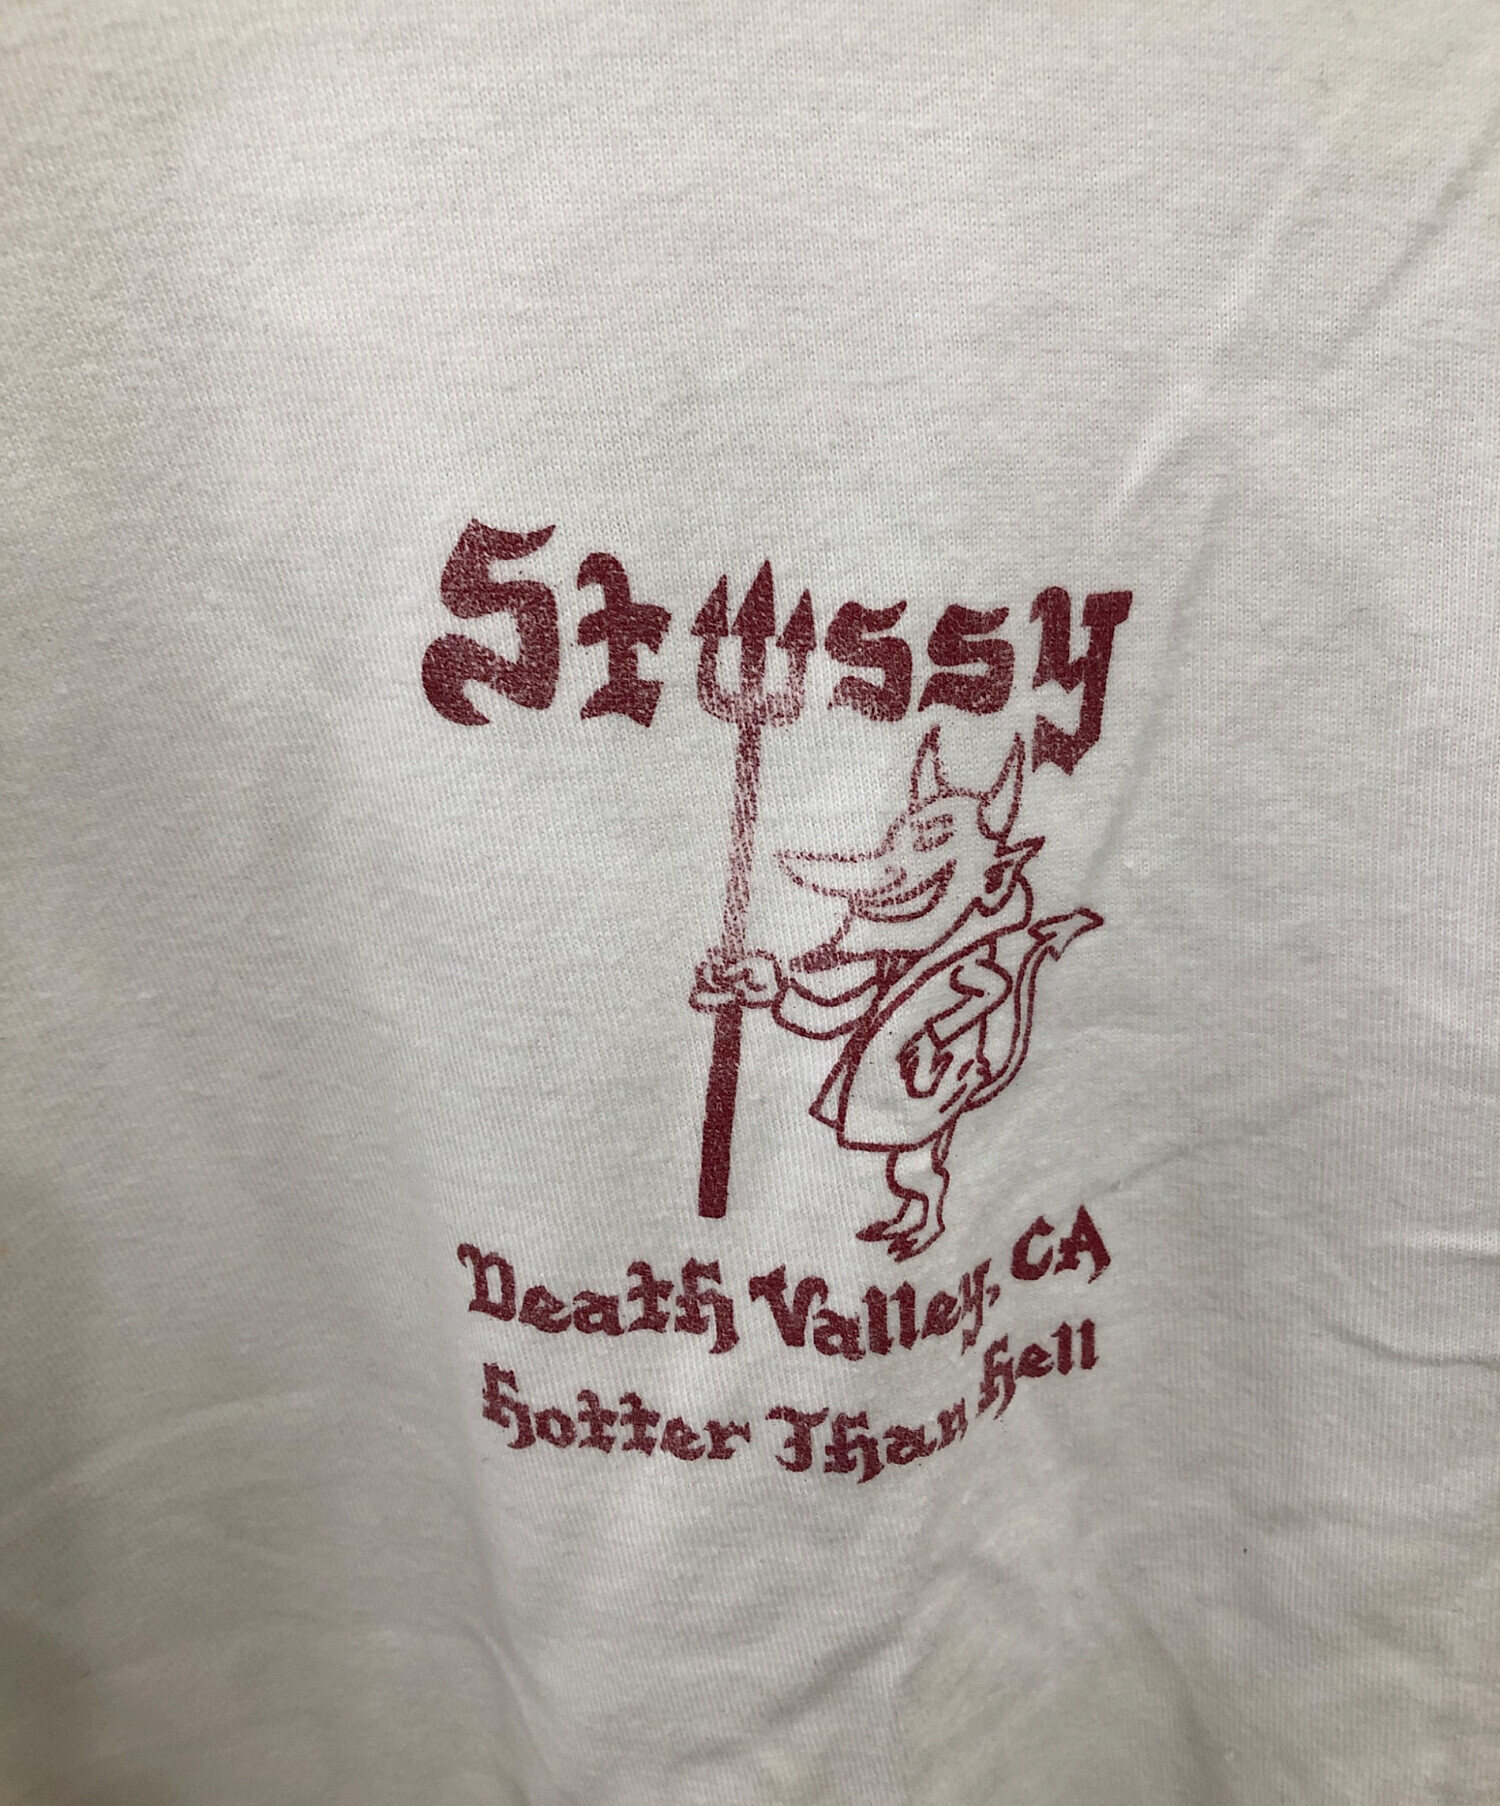 Stussy
Death Valley, CA
Hotter Than Hell